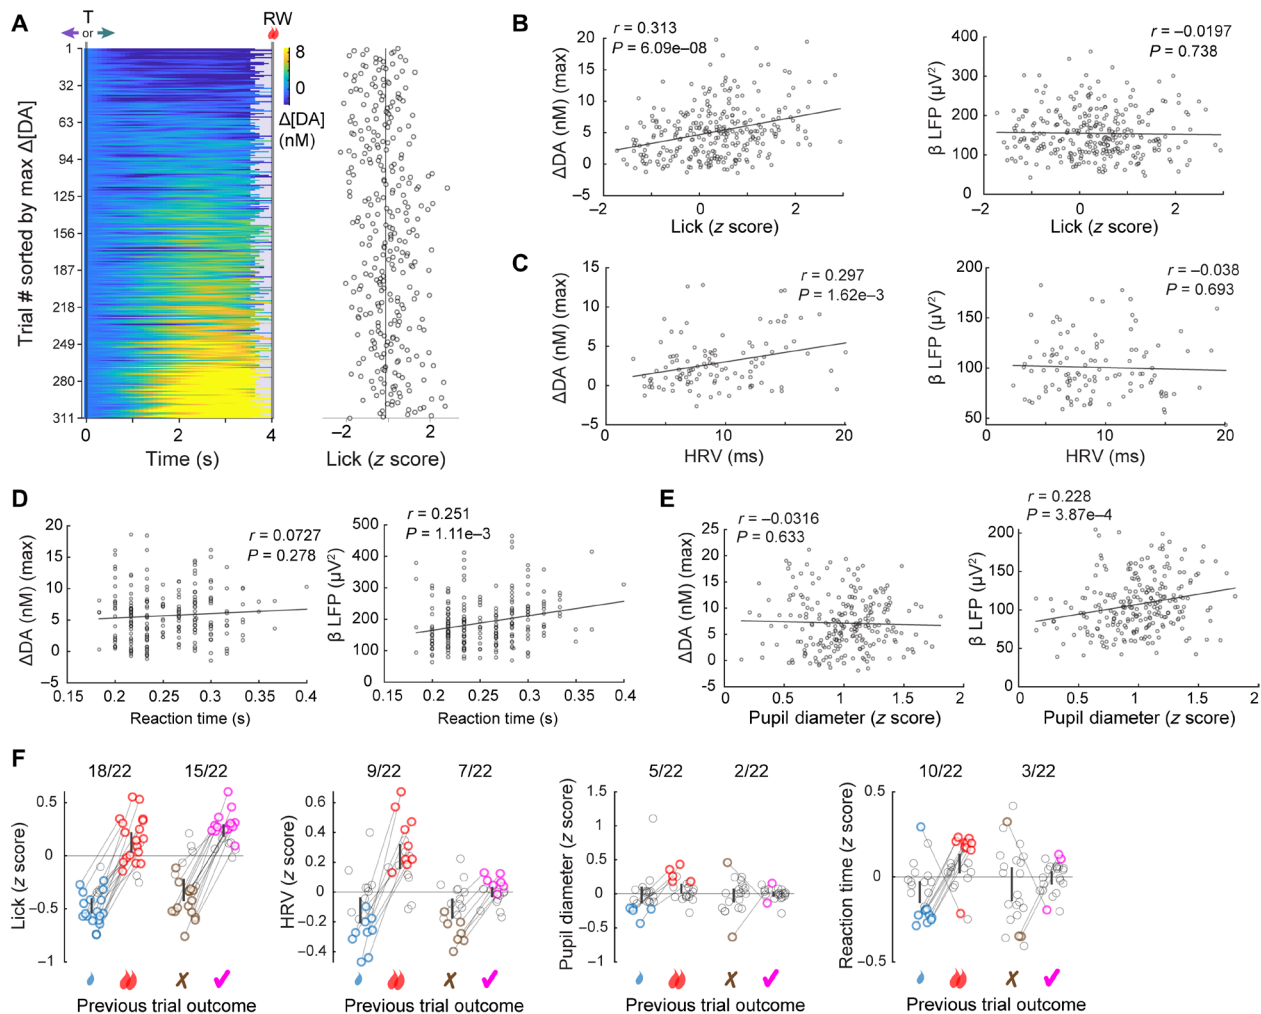 A
T
or
RW
8
0
Δ[DA]
(nM)
1
32
63
94
125
156
187
218
249
280
311
Trial # sorted by max Δ[DA]
0
2
4
Time (s)
−2
0
2
Lick (z score)
B
r = 0.313
P = 6.09e−08
20
15
10
5
0
−5
ΔDA (nM) (max)
−2
0
2
Lick (z score)
r = −0.0197
P = 0.738
400
300
200
100
0
β LFP (μV²)
−2
0
2
Lick (z score)
C
r = 0.297
P = 1.62e−3
15
10
5
0
−5
ΔDA (nM) (max)
0
10
20
HRV (ms)
r = −0.038
P = 0.693
200
150
100
50
β LFP (μV²)
0
10
20
HRV (ms)
D
r = 0.0727
P = 0.278
20
15
10
5
0
−5
ΔDA (nM) (max)
0.15
0.2
0.25
0.3
0.35
0.4
Reaction time (s)
r = 0.251
P = 1.11e−3
500
400
300
200
100
0
β LFP (μV²)
0.15
0.2
0.25
0.3
0.35
0.4
Reaction time (s)
E
r = −0.0316
P = 0.633
25
20
15
10
5
0
−5
ΔDA (nM) (max)
0
0.5
1.0
1.5
2
Pupil diameter (z score)
r = 0.228
P = 3.87e−4
200
150
100
50
0
β LFP (μV²)
0
0.5
1.0
1.5
2
Pupil diameter (z score)
F
18/22
15/22
0.5
0
−0.5
−1
Lick (z score)
Previous trial outcome
9/22
7/22
0.6
0.4
0.2
0
−0.2
−0.4
HRV (z score)
Previous trial outcome
5/22
2/22
1.5
1
0.5
0
−0.5
−1
Pupil diameter (z score)
Previous trial outcome
10/22
3/22
0.5
0
−0.5
Reaction time (z score)
Previous trial outcome